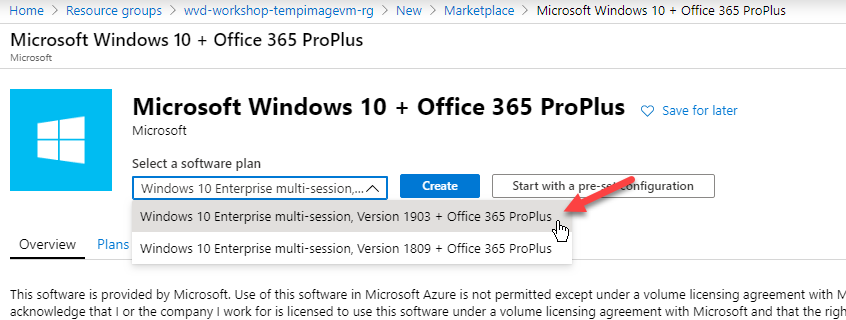 Home > Resource groups > wvd-workshop-tempimagevm-rg > New > Marketplace > Microsoft Windows 10 + Office 365 ProPlus
Microsoft Windows 10 + Office 365 ProPlus
Microsoft
Microsoft Windows 10 + Office 365 ProPlus Save for later
Microsoft
Select a software plan
Windows 10 Enterprise multi-session,... Create Start with a pre-set configuration
Windows 10 Enterprise multi-session, Version 1903 + Office 365 ProPlus
Windows 10 Enterprise multi-session, Version 1809 + Office 365 ProPlus
Overview Plans
This software is provided by Microsoft. Use of this software in Microsoft Azure is not permitted except under a volume licensing agreement with M
acknowledge that I or the company I work for is licensed to use this software under a volume licensing agreement with Microsoft and that the righ